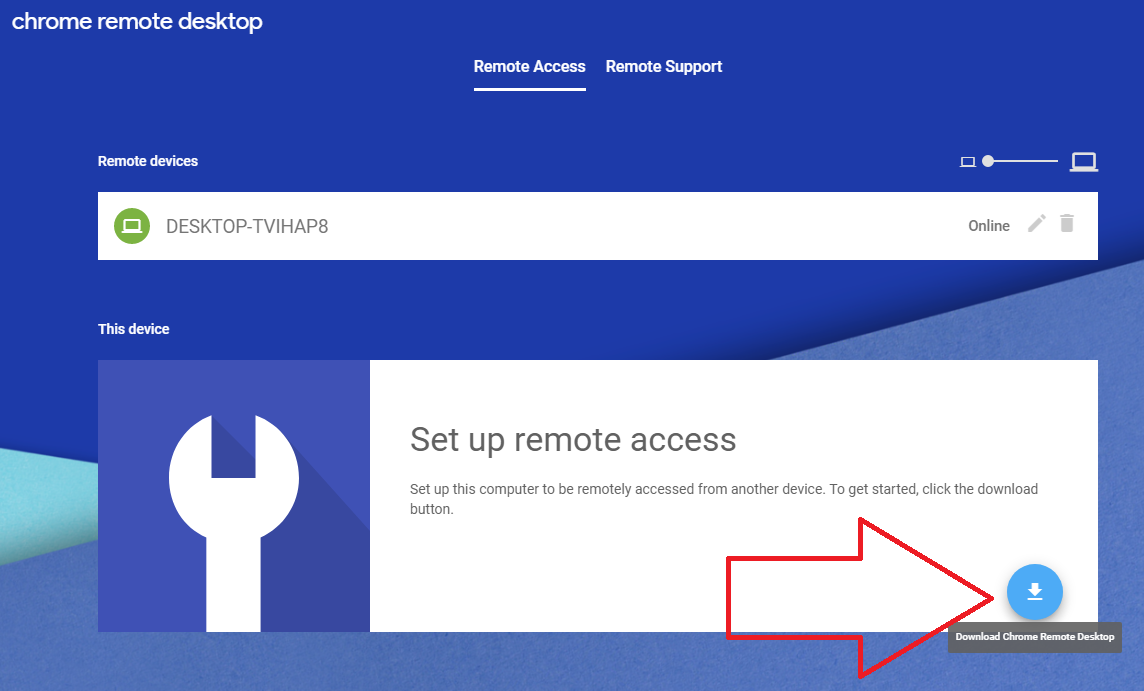 chrome remote desktop
Remote Access
Remote Support
Remote devices
DESKTOP-TVIHAP8
Online
This device
Set up remote access
Set up this computer to be remotely accessed from another device. To get started, click the download
button.
Download Chrome Remote Desktop